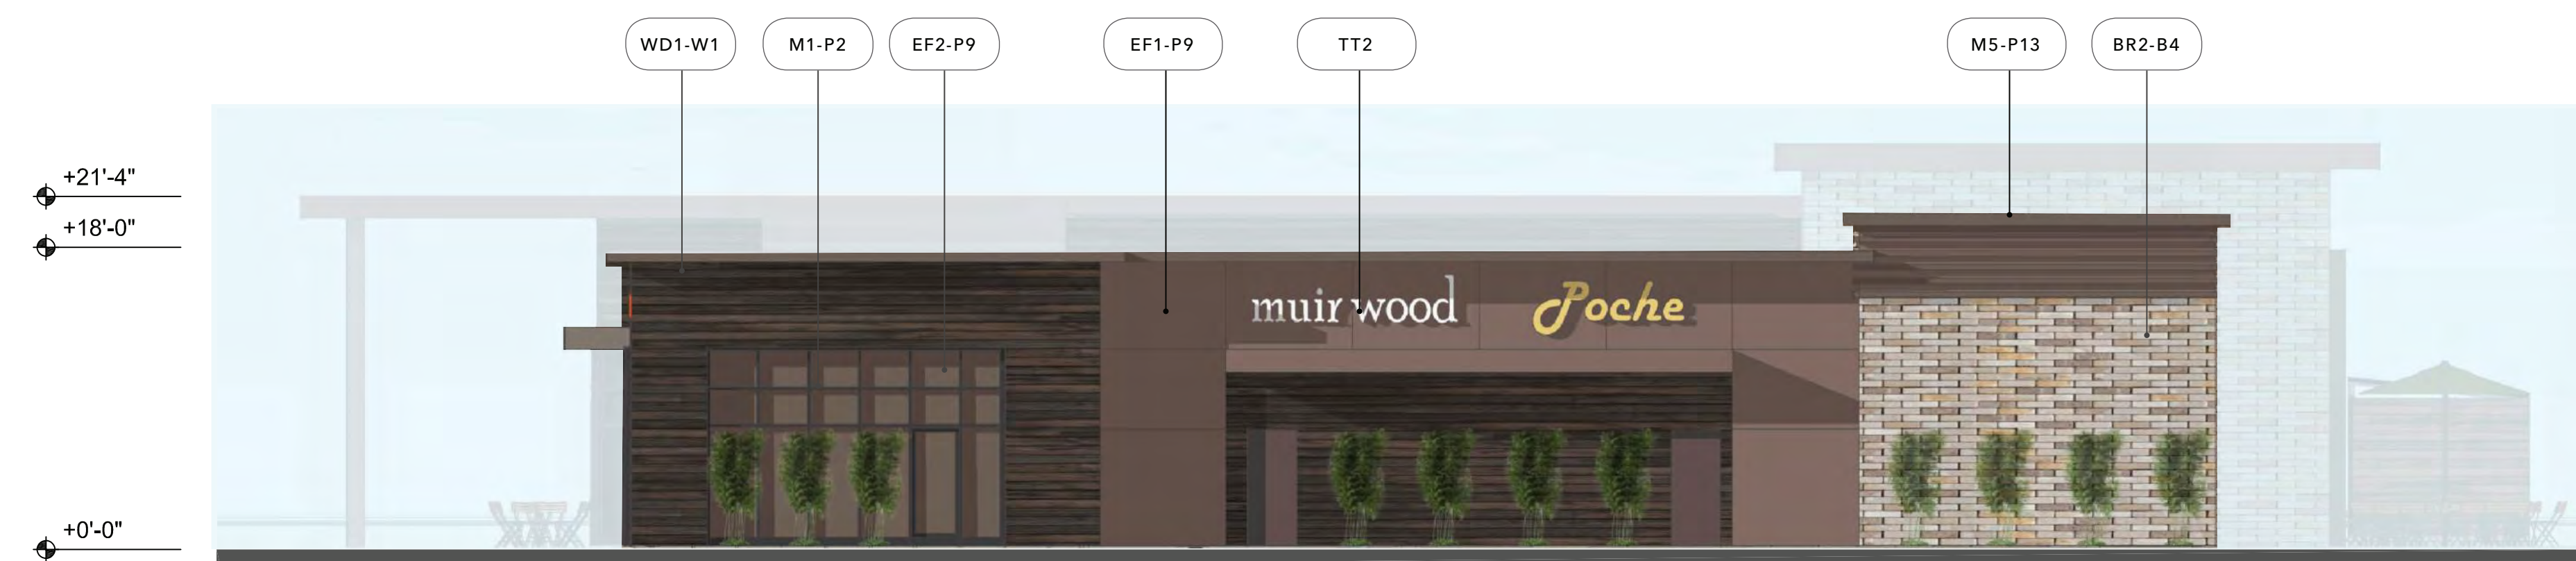 WD1-W1
M1-P2
EF2-P9
EF1-P9
TT2
M5-P13
BR2-B4
+21'-4"
+18'-0"
muir wood
Poche
+0'-0"